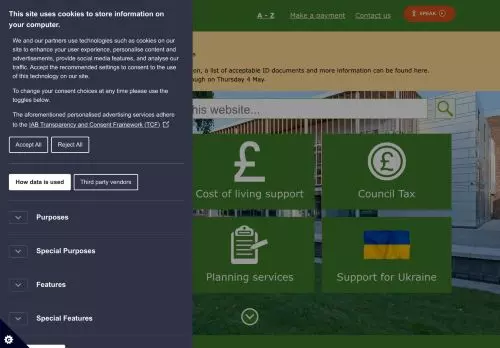 This site uses cookies to store information on
your computer.
We and our partners use technologies such as cookies on our
site to enhance your user experience, personalise content and
advertisements, provide social media features, and analyse our
traffic. Accept the recommended settings to consent to the use
of this technology on our site.
To change your consent choices at any time please use the
toggles below.
The aforementioned personalised advertising services adhere
to the IAB Transparency and Consent Framework (TCF)
Accept All
Reject All
How data is used
Third party vendors
Purposes
Special Purposes
Features
Special Features
A - Z
Make a payment
Contact us
SPEAK
on, a list of acceptable ID documents and more information can be found here.
ough on Thursday 4 May.
this website...
Cost of living support
Council Tax
Planning services
Support for Ukraine